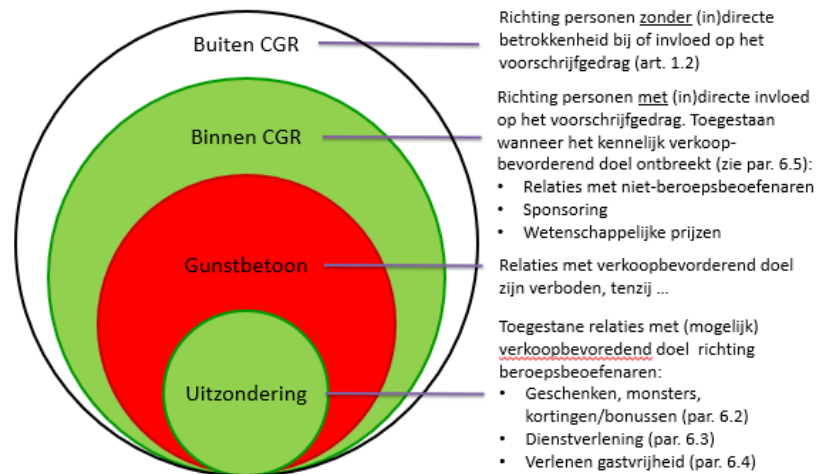 Buiten CGR
Richting personen zonder (in)directe
betrokkenheid bij of invloed op het
voorschrijfgedrag (art. 1.2)
Binnen CGR
Richting personen met (in)directe invloed
op het voorschrijfgedrag. Toegestaan
wanneer het kennelijk verkoop-
bevorderend doel ontbreekt (zie par. 6.5):
• Relaties met niet-beroepsbeoefenaren
• Sponsoring
• Wetenschappelijke prijzen
Gunstbetoon
Relaties met verkoopbevorderend doel
zijn verboden, tenzij ...
Uitzondering
Toegestane relaties met (mogelijk)
verkoopbevoredend doel richting
beroepsbeoefenaren:
• Geschenken, monsters,
kortingen/bonussen (par. 6.2)
• Dienstverlening (par. 6.3)
• Verlenen gastvrijheid (par. 6.4)